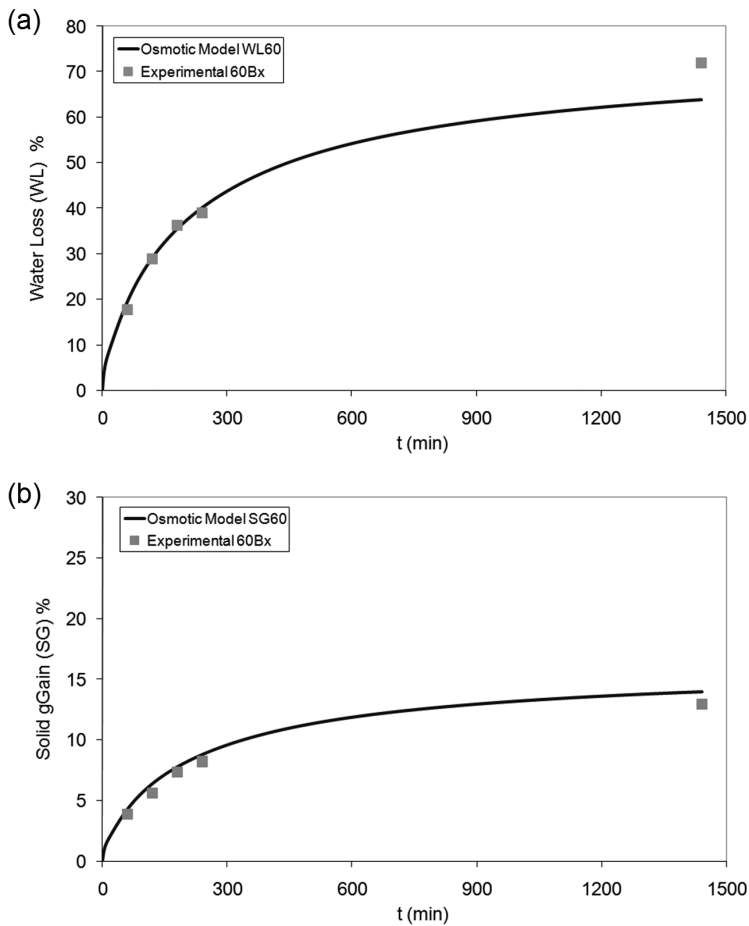 (a)
80
70
60
50
40
30
20
10
0
Water Loss (WL) %
Osmotic Model WL60
Experimental 60Bx
0 300 600 900 1200 1500
t (min)
(b)
30
25
20
15
10
5
0
Solid gGain (SG) %
Osmotic Model SG60
Experimental 60Bx
0 300 600 900 1200 1500
t (min)